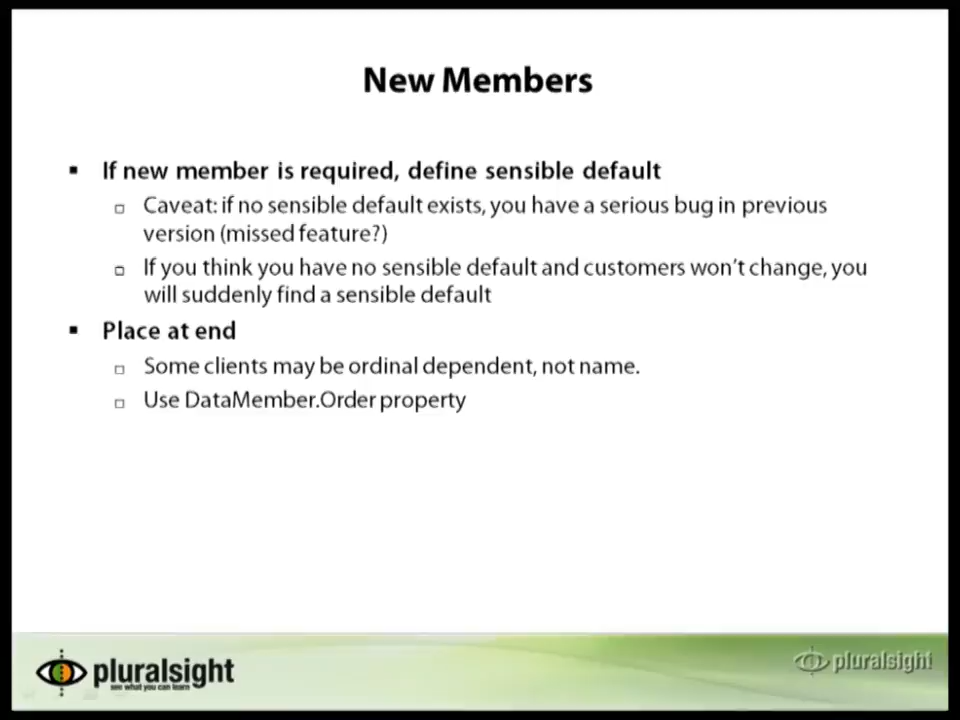 New Members
If new member is required, define sensible default
Caveat: if no sensible default exists, you have a serious bug in previous
version (missed feature?)
If you think you have no sensible default and customers won't change, you
will suddenly find a sensible default
Place at end
Some clients may be ordinal dependent, not name.
Use DataMember.Order property
pluralsight
see what you can learn
pluralsight